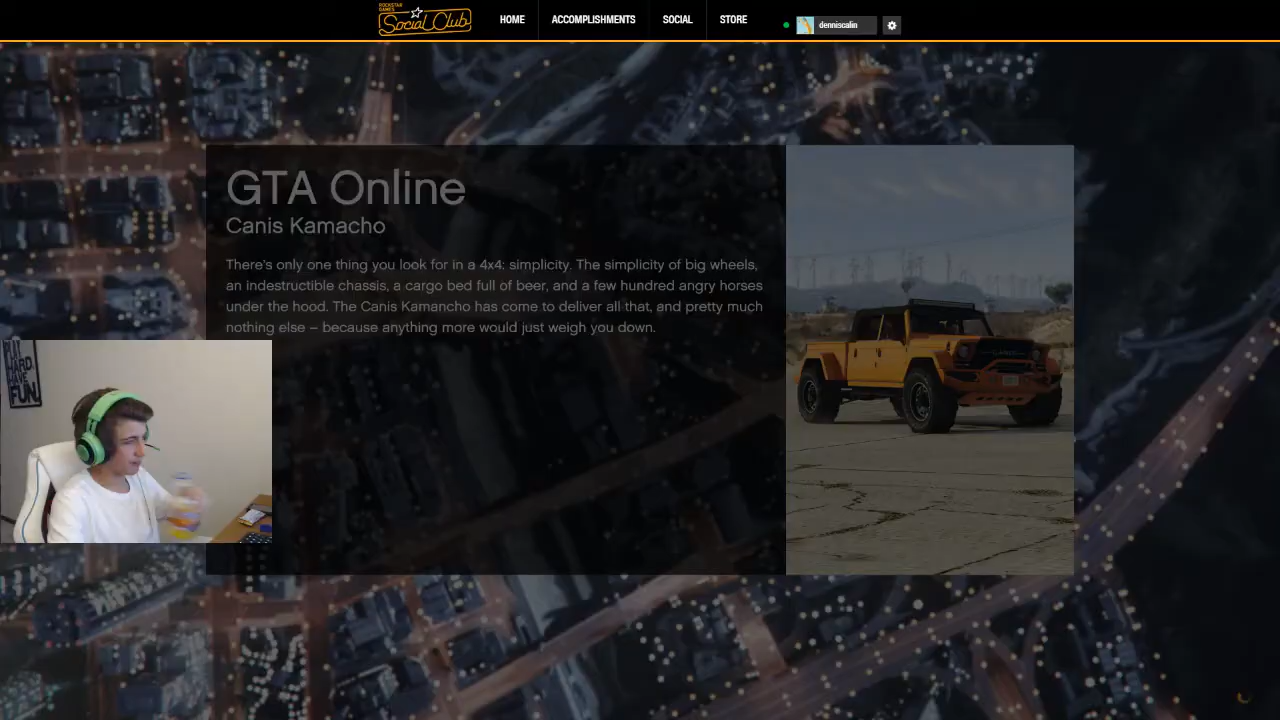 ROCKSTAR
GAMES
Social Club
HOME
ACCOMPLISHMENTS
SOCIAL
STORE
denniscalin
GTA Online
Canis Kamacho
There's only one thing you look for in a 4x4: simplicity. The simplicity of big wheels,
an indestructible chassis, a cargo bed full of beer, and a few hundred angry horses
under the hood. The Canis Kamancho has come to deliver all that, and pretty much
nothing else – because anything more would just weigh you down.
HARD.
HAVE
FUN.